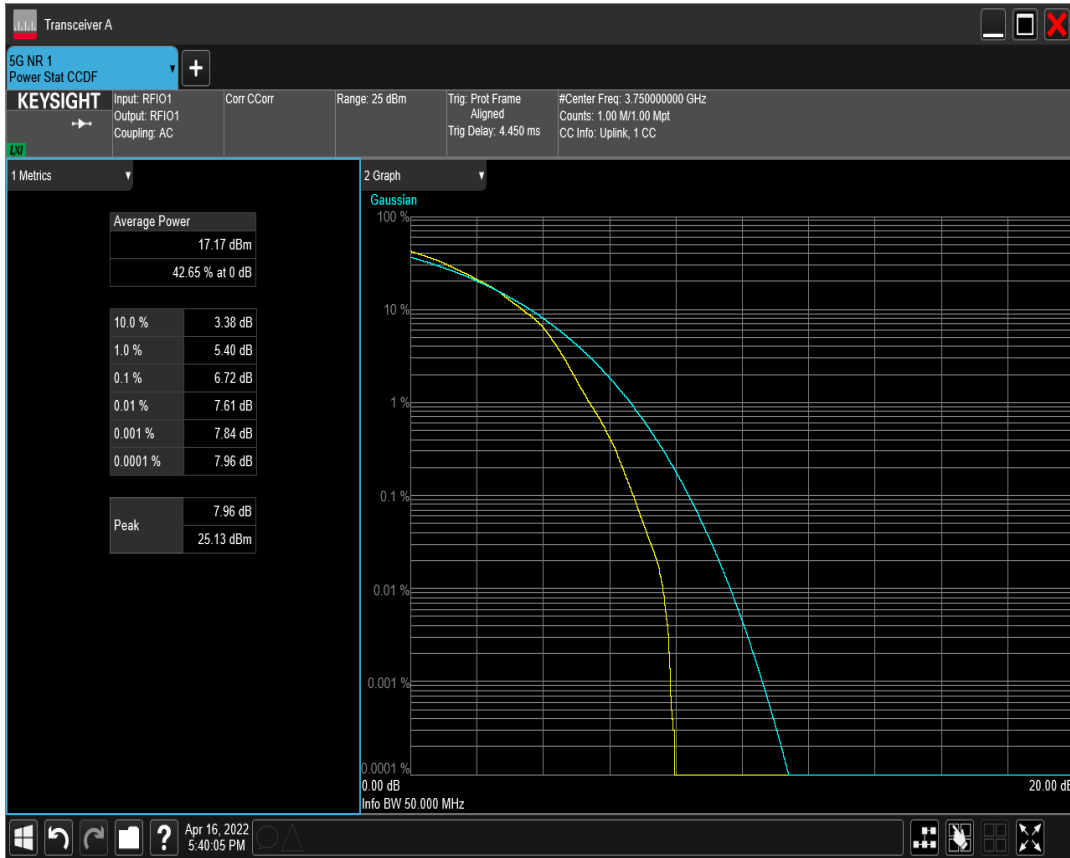 Transceiver A
5G NR 1
Power Stat CCDF
KEYSIGHT
LXI
Input: RFIO1
Output: RFIO1
Coupling: AC
Corr CCorr
Range: 25 dBm
Trig: Prot Frame
Aligned
Trig Delay: 4.450 ms
#Center Freq: 3.750000000 GHz
Counts: 1.00 M/1.00 Mpt
CC Info: Uplink, 1 CC
1 Metrics
Average Power
17.17 dBm
42.65 % at 0 dB
10.0 % 3.38 dB
1.0 % 5.40 dB
0.1 % 6.72 dB
0.01 % 7.61 dB
0.001 % 7.84 dB
0.0001 % 7.96 dB
Peak 7.96 dB
25.13 dBm
2 Graph
Gaussian
100 %
10 %
1 %
0.1 %
0.01 %
0.001 %
0.0001 %
0.00 dB 20.00 dB
Info BW 50.000 MHz
Apr 16, 2022
5:40:05 PM